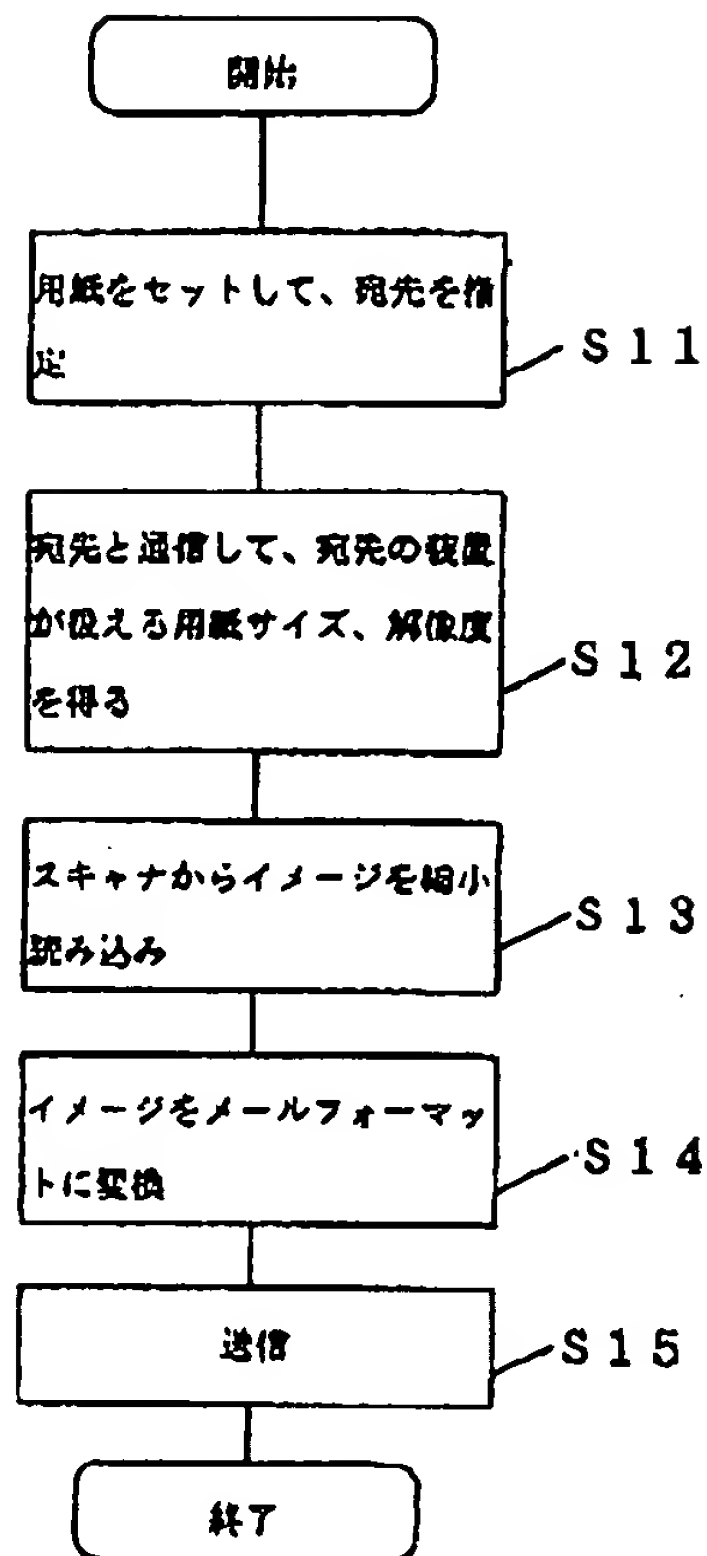 開始
用紙をセットして、宛先を指
定
S11
宛先と通信して、宛先の装置
が扱える用紙サイズ、解像度
を得る
S12
スキャナからイメージを縮小
読み込み
S13
イメージをメールフォーマッ
トに変換
S14
送信
S15
終了